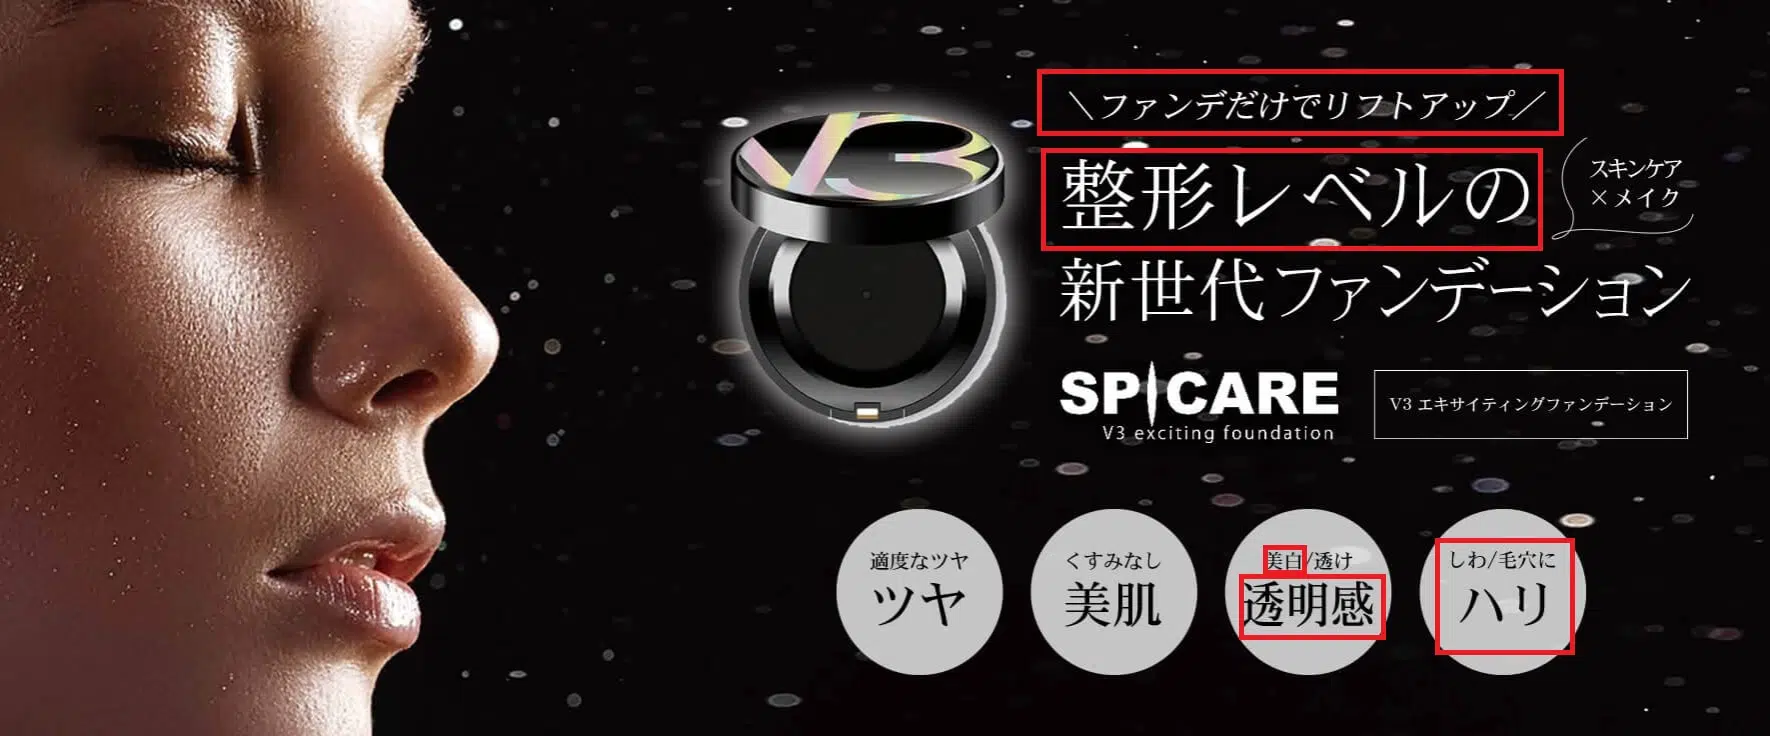 V3
＼ファンデだけでリフトアップ／
整形レベルの
スキンケア
×メイク
新世代ファンデーション
SPICARE
V3 exciting foundation
V3 エキサイティングファンデーション
適度なツヤ
ツヤ
くすみなし
美肌
美白/透け
透明感
しわ/毛穴に
ハリ